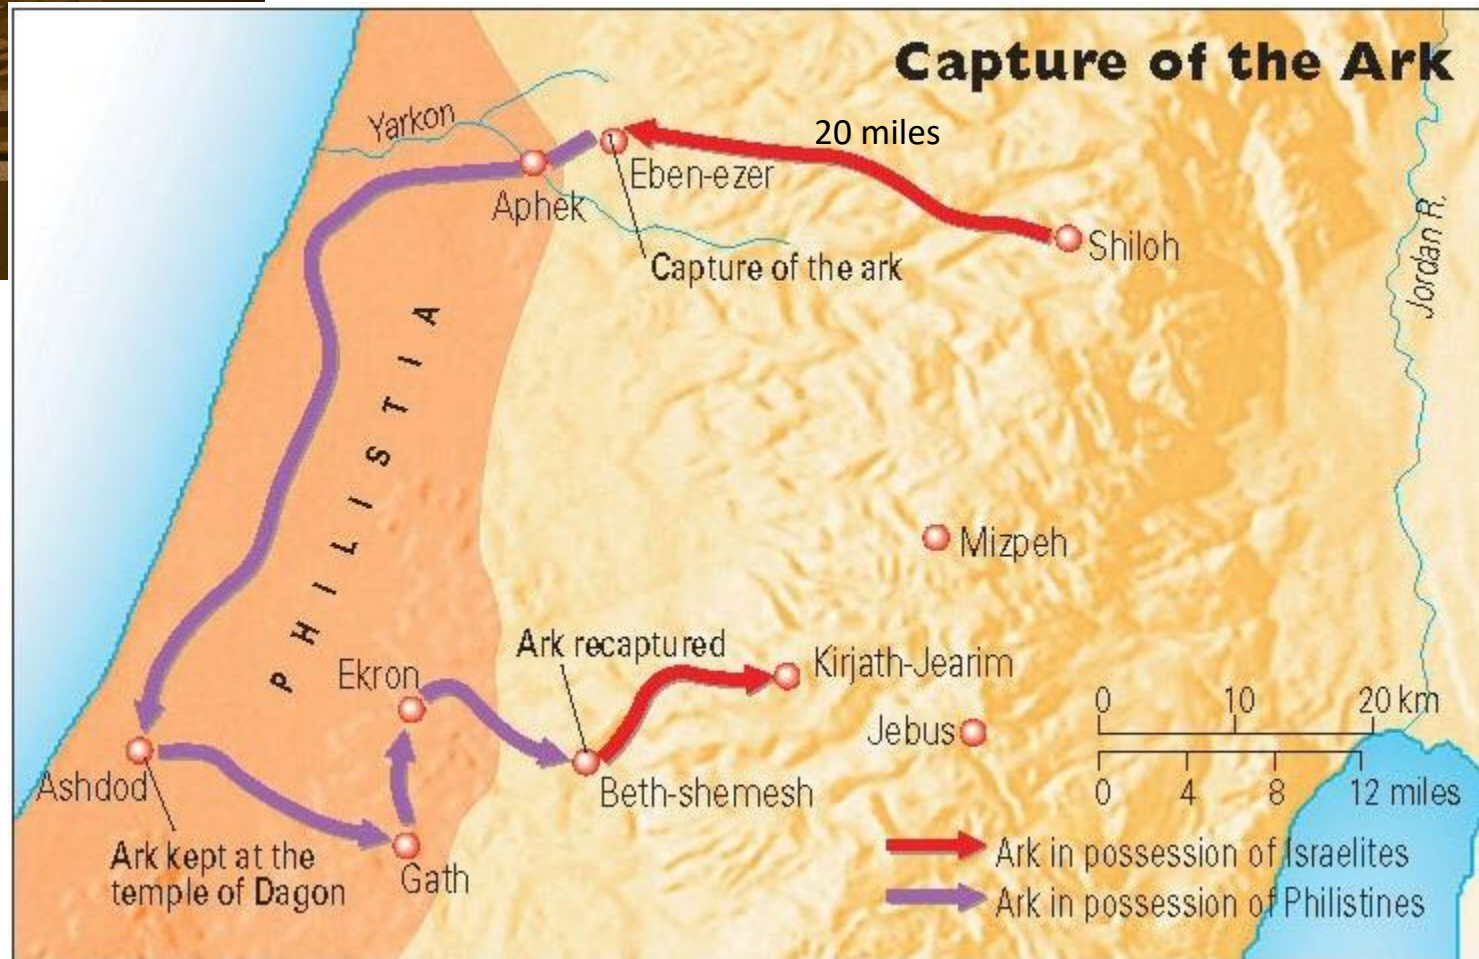 Capture of the Ark
20 miles
Yarkon
Eben-ezer
Aphek
Shiloh
Capture of the ark
Jordan R.
PHILISTIA
Mizpeh
Ark recaptured
Kirjath-Jearim
Ekron
Jebus
0 10 20 km
0 4 8 12 miles
Ashdod
Beth-shemesh
Ark kept at the
temple of Dagon
Gath
Ark in possession of Israelites
Ark in possession of Philistines